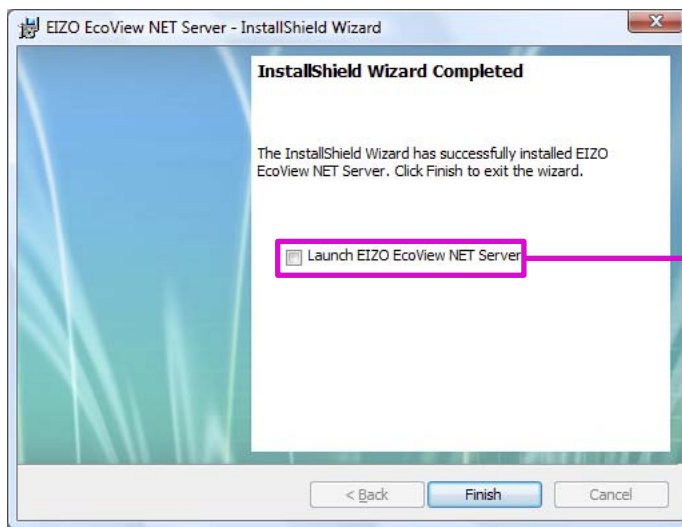 EIZO EcoView NET Server - InstallShield Wizard
InstallShield Wizard Completed
The InstallShield Wizard has successfully installed EIZO
EcoView NET Server. Click Finish to exit the wizard.
Launch EIZO EcoView NET Server
< Back
Finish
Cancel